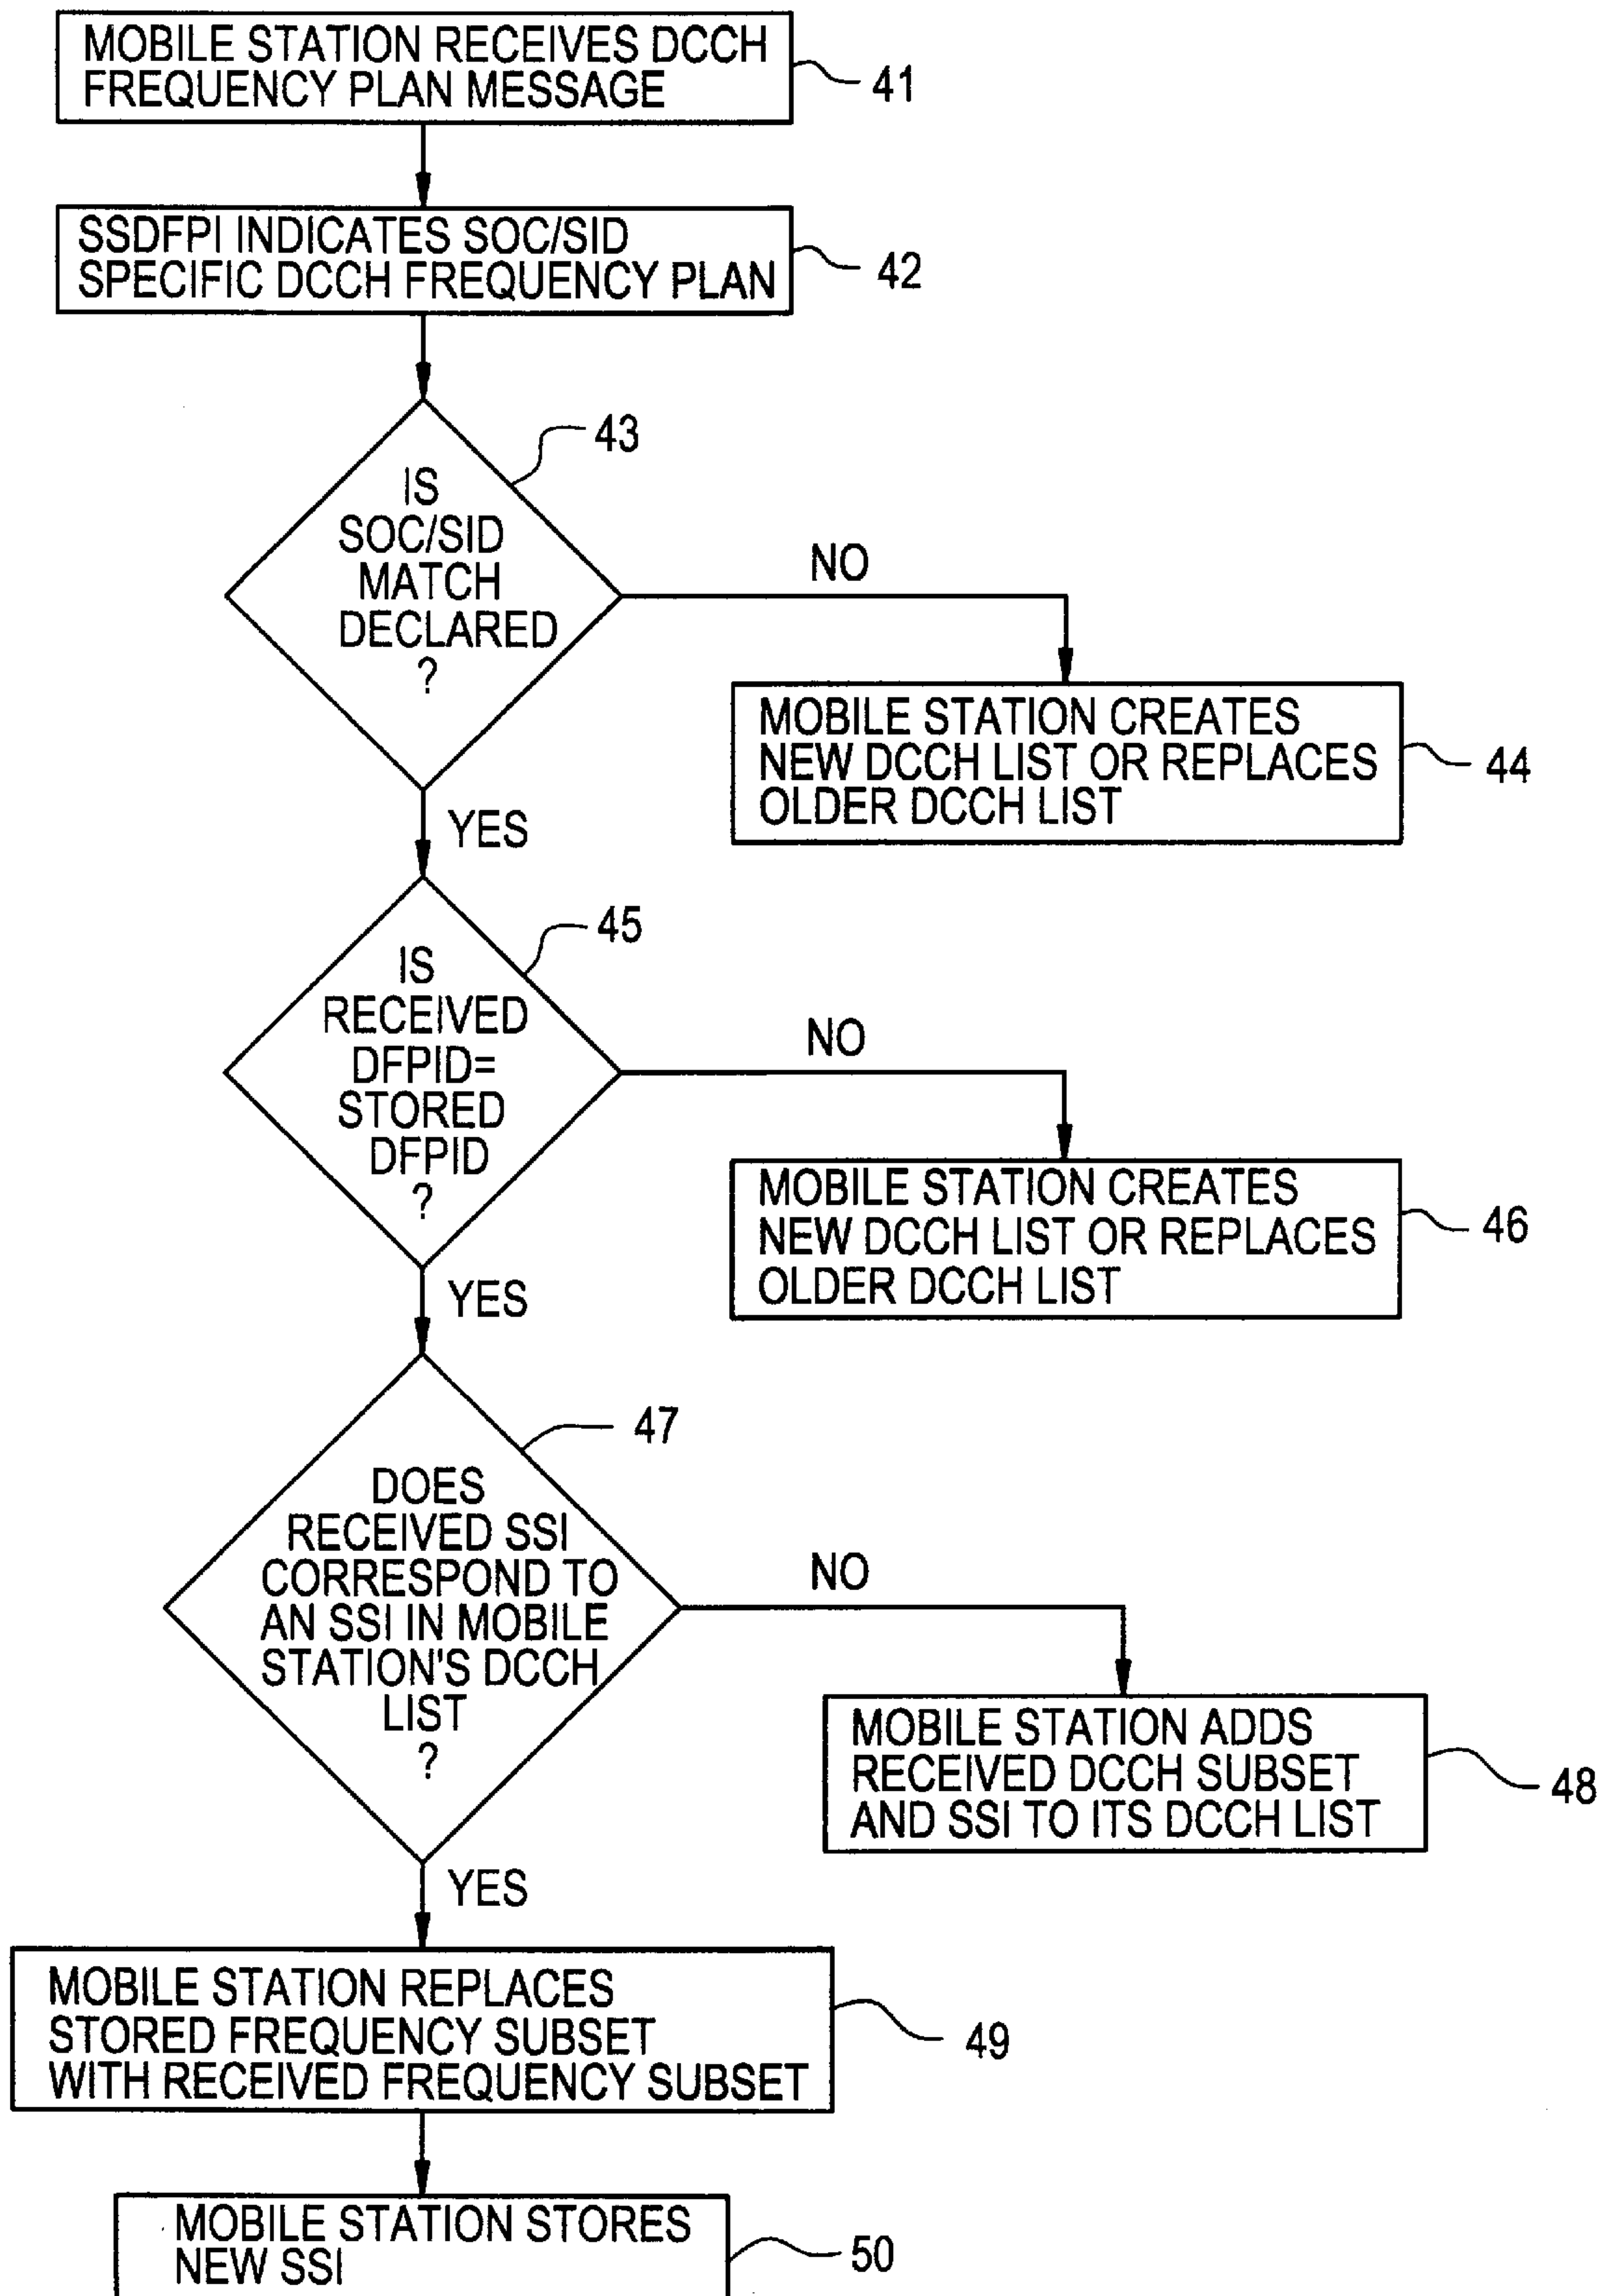 MOBILE STATION RECEIVES DCCH
FREQUENCY PLAN MESSAGE
41
SSDFPI INDICATES SOC/SID
SPECIFIC DCCH FREQUENCY PLAN
42
43
IS
SOC/SID
MATCH
DECLARED
?
NO
MOBILE STATION CREATES
NEW DCCH LIST OR REPLACES
OLDER DCCH LIST
44
YES
45
IS
RECEIVED
DFPID=
STORED
DFPID
?
NO
MOBILE STATION CREATES
NEW DCCH LIST OR REPLACES
OLDER DCCH LIST
46
YES
47
DOES
RECEIVED SSI
CORRESPOND TO
AN SSI IN MOBILE
STATION'S DCCH
LIST
?
NO
MOBILE STATION ADDS
RECEIVED DCCH SUBSET
AND SSI TO ITS DCCH LIST
48
YES
MOBILE STATION REPLACES
STORED FREQUENCY SUBSET
WITH RECEIVED FREQUENCY SUBSET
49
MOBILE STATION STORES
NEW SSI
50